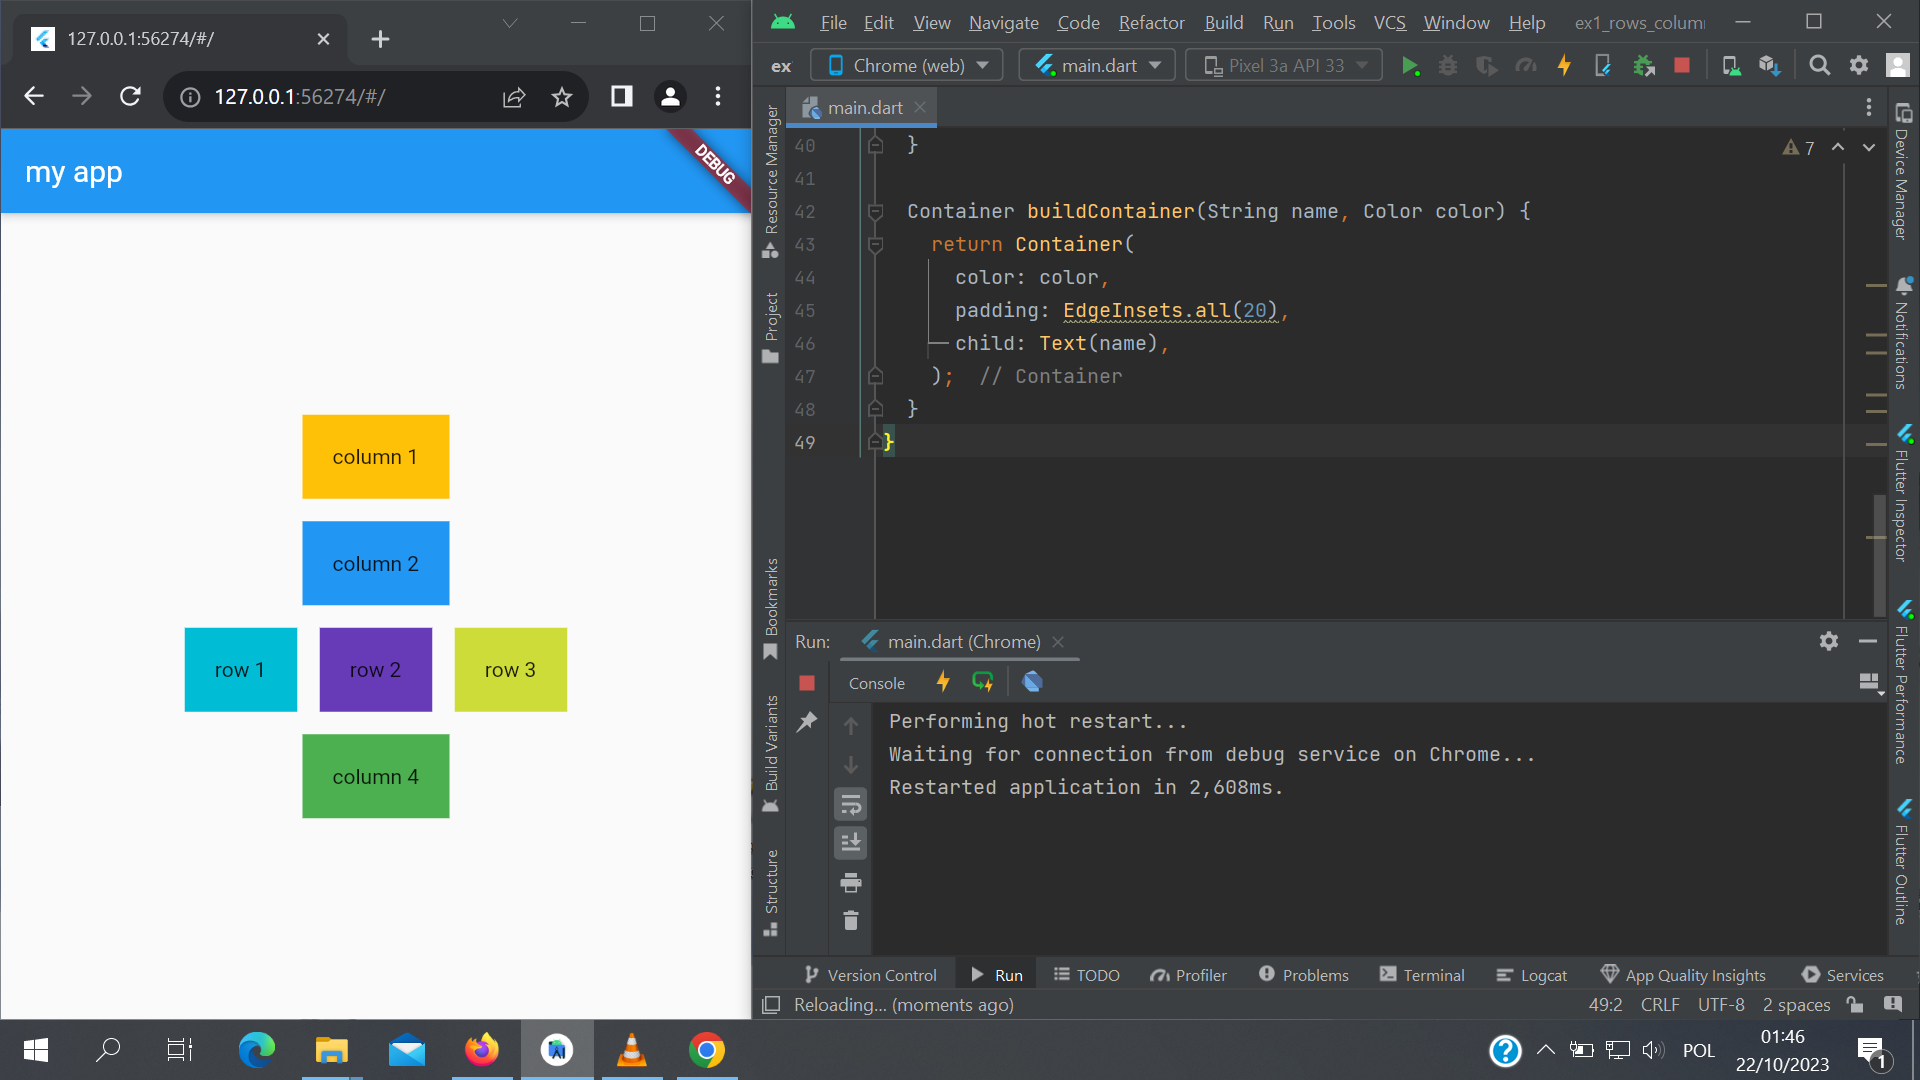 127.0.0.1:56274/#/
127.0.0.1:56274/#/
my app
DEBUG
column 1
column 2
row 1
row 2
row 3
column 4
File Edit View Navigate Code Refactor Build Run Tools VCS Window Help
ex Chrome (web) main.dart Pixel 3a API 33
main.dart
Resource Manager
Project
Bookmarks
Build Variants
Structure
7
40 }
41
42 Container buildContainer(String name, Color color) {
43 return Container(
44 color: color,
45 padding: EdgeInsets.all(20),
46 child: Text(name),
47 ); // Container
48 }
49 }
Device Manager
Notifications
Flutter Inspector
Flutter Performance
Flutter Outline
Run: main.dart (Chrome)
Console
Performing hot restart...
Waiting for connection from debug service on Chrome...
Restarted application in 2,608ms.
Version Control Run TODO Profiler Problems Terminal Logcat App Quality Insights Services
Reloading... (moments ago)
49:2 CRLF UTF-8 2 spaces
POL
01:46
22/10/2023
1